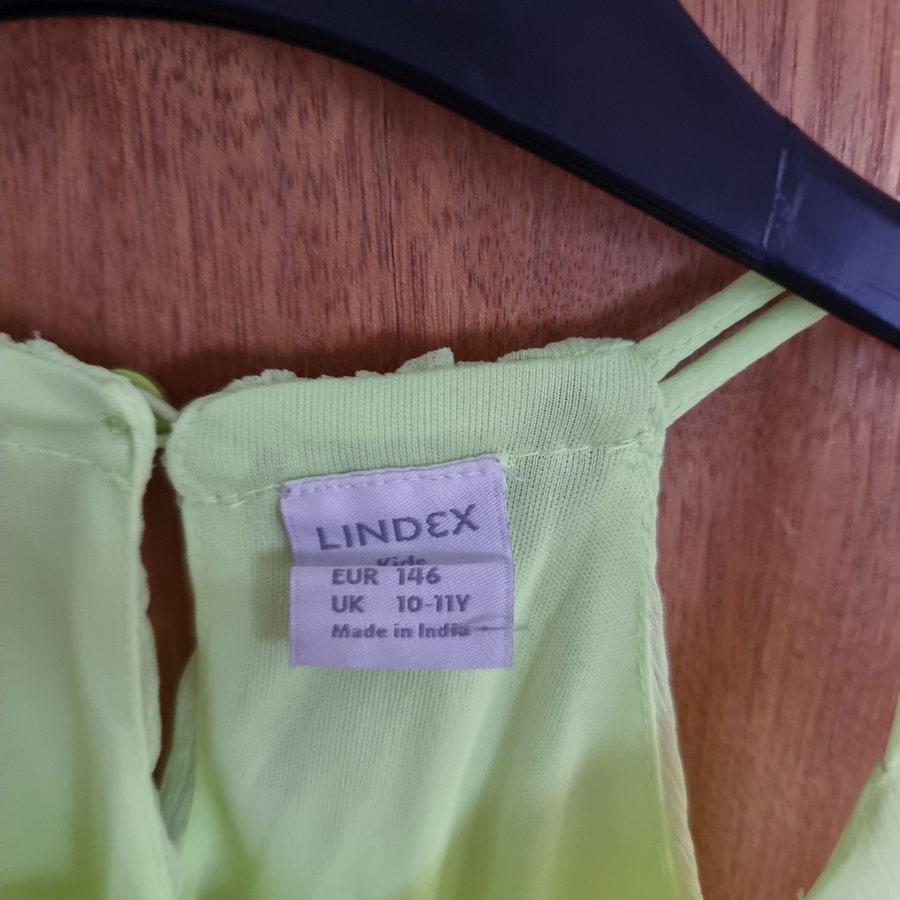 LINDEX
Kids
EUR 146
UK 10-11Y
Made in India